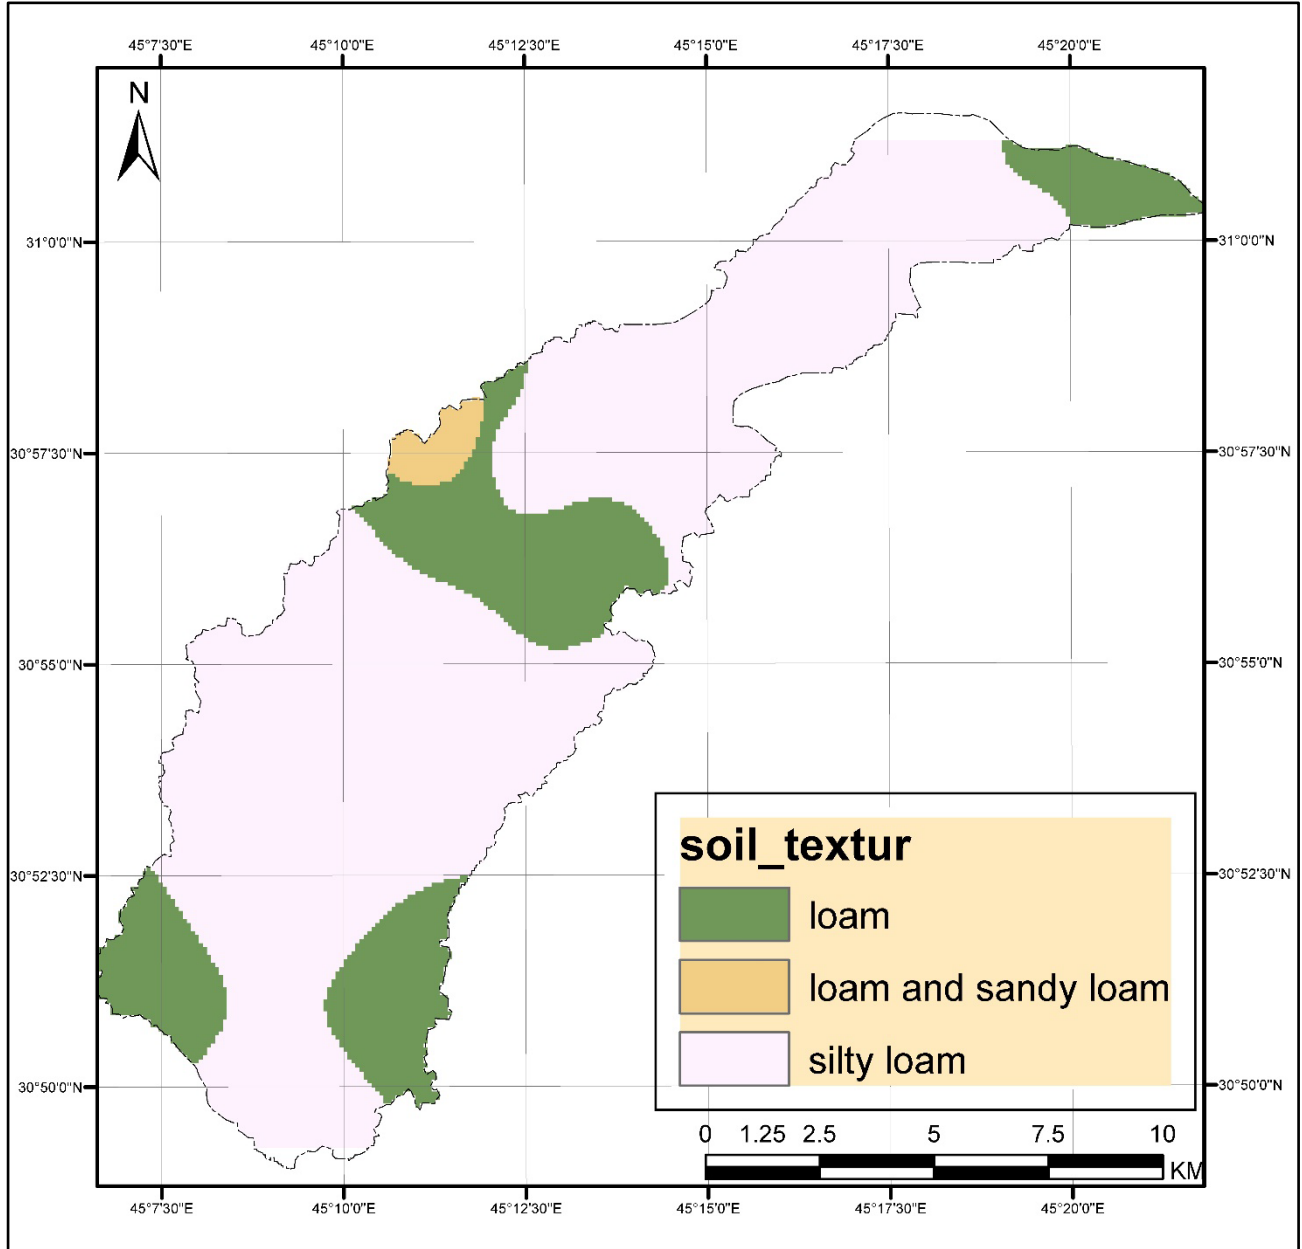 45°7'30"E 45°10'0"E 45°12'30"E 45°15'0"E 45°17'30"E 45°20'0"E
N
31°0'0"N 31°0'0"N
30°57'30"N 30°57'30"N
30°55'0"N 30°55'0"N
30°52'30"N 30°52'30"N
30°50'0"N 30°50'0"N
soil_textur
loam
loam and sandy loam
silty loam
0 1.25 2.5 5 7.5 10
KM
45°7'30"E 45°10'0"E 45°12'30"E 45°15'0"E 45°17'30"E 45°20'0"E